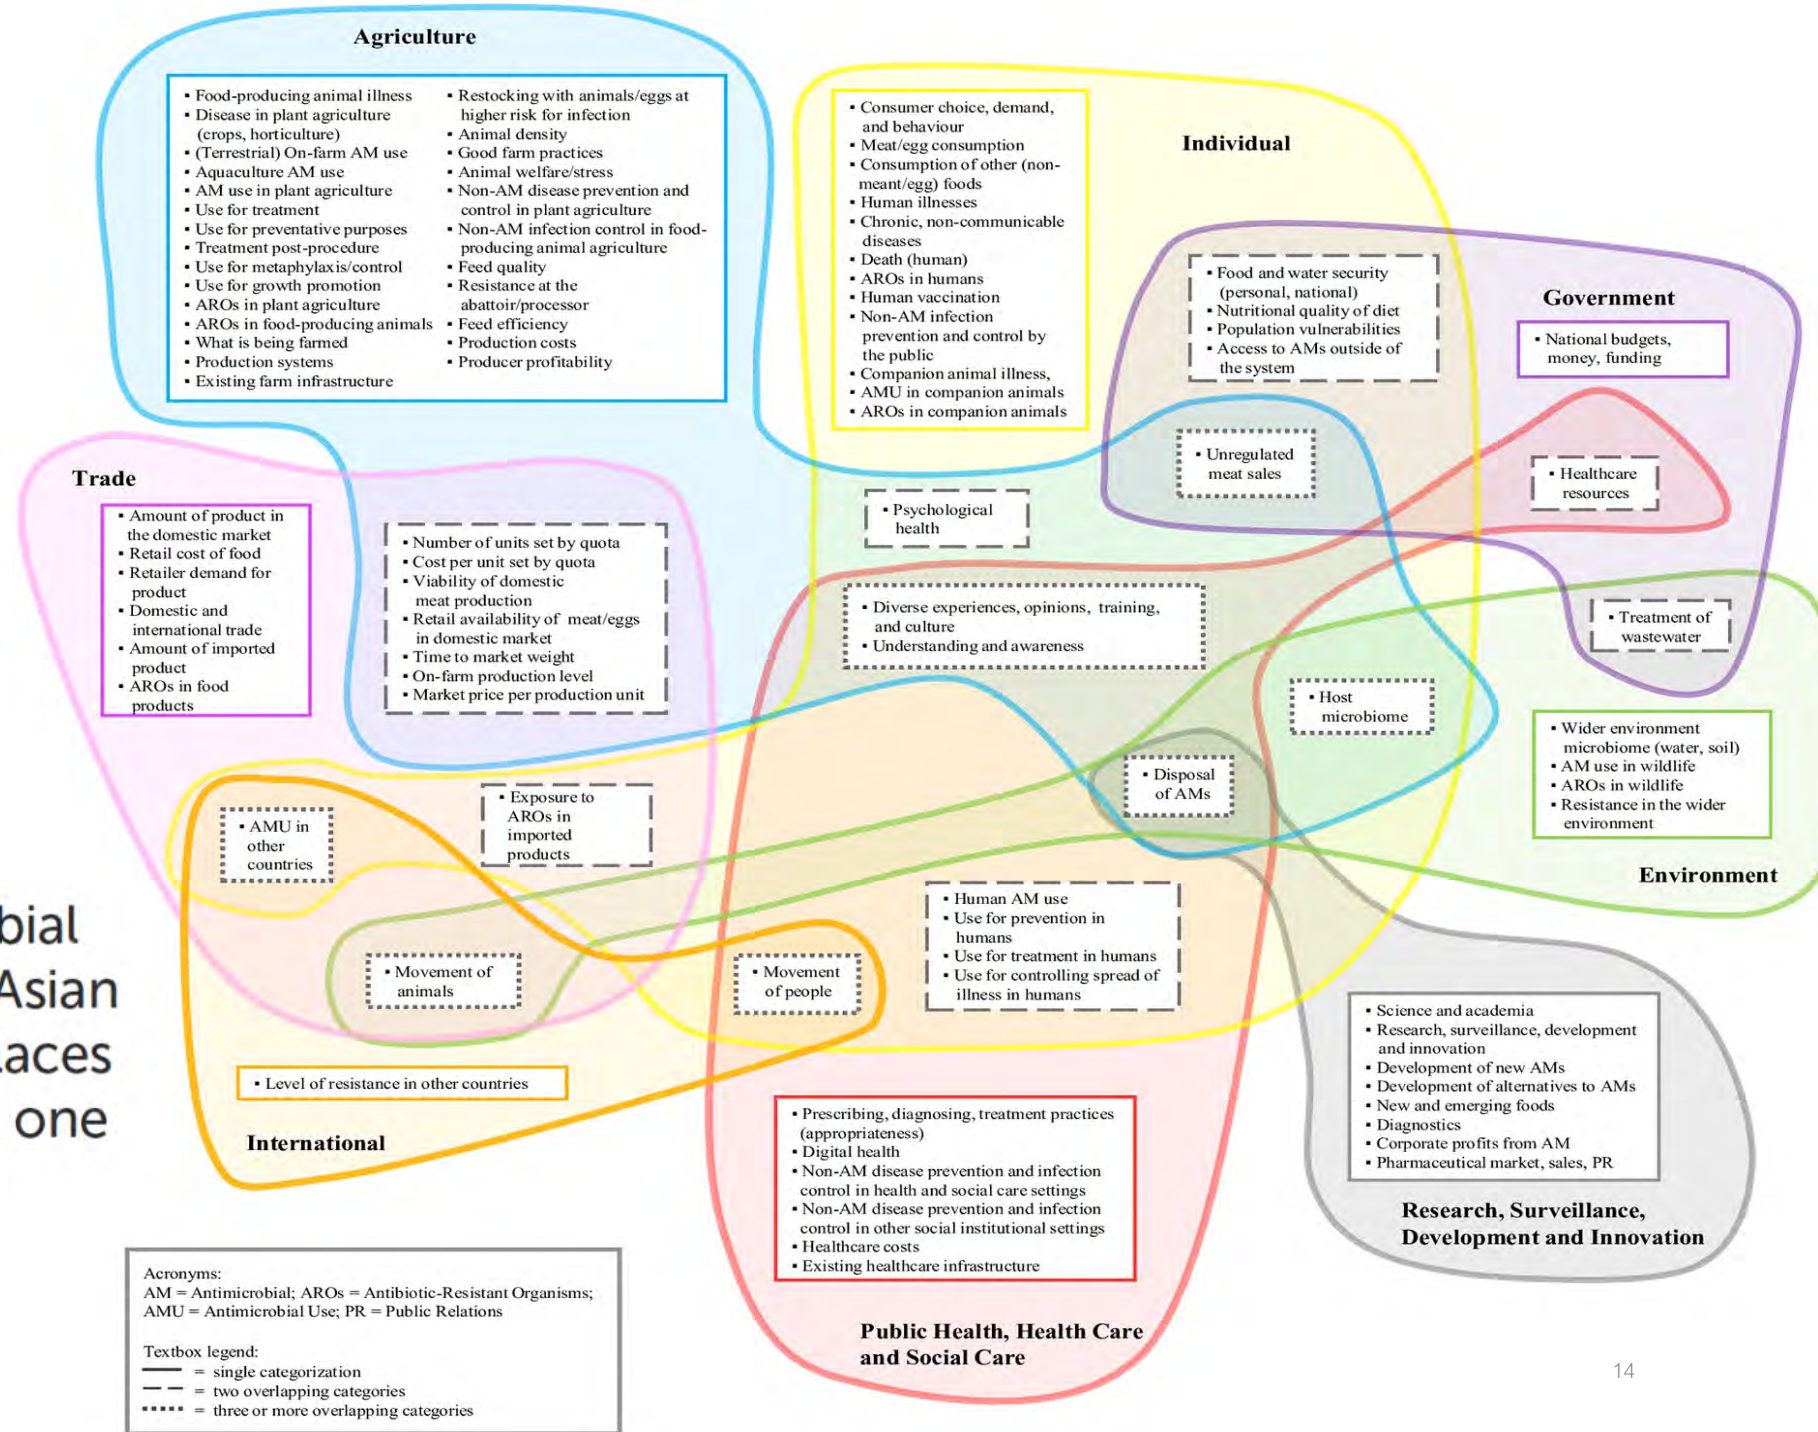 Agriculture
▪ Food-producing animal illness
▪ Disease in plant agriculture
(crops, horticulture)
▪ (Terrestrial) On-farm AM use
▪ Aquaculture AM use
▪ AM use in plant agriculture
▪ Use for treatment
▪ Use for preventative purposes
▪ Treatment post-procedure
▪ Use for metaphylaxis/control
▪ Use for growth promotion
▪ AROs in plant agriculture
▪ AROs in food-producing animals
▪ What is being farmed
▪ Production systems
▪ Existing farm infrastructure
▪ Restocking with animals/eggs at
higher risk for infection
▪ Animal density
▪ Good farm practices
▪ Animal welfare/stress
▪ Non-AM disease prevention and
control in plant agriculture
▪ Non-AM infection control in food-
producing animal agriculture
▪ Feed quality
▪ Resistance at the
abattoir/processor
▪ Feed efficiency
▪ Production costs
▪ Producer profitability
▪ Consumer choice, demand,
and behaviour
▪ Meat/egg consumption
▪ Consumption of other (non-
meant/egg) foods
▪ Human illnesses
▪ Chronic, non-communicable
diseases
▪ Death (human)
▪ AROs in humans
▪ Human vaccination
▪ Non-AM infection
prevention and control by
the public
▪ Companion animal illness,
▪ AMU in companion animals
▪ AROs in companion animals
Individual
▪ Food and water security
(personal, national)
▪ Nutritional quality of diet
▪ Population vulnerabilities
▪ Access to AMs outside of
the system
Government
▪ National budgets,
money, funding
▪ Unregulated
meat sales
▪ Healthcare
resources
Trade
▪ Amount of product in
the domestic market
▪ Retail cost of food
▪ Retailer demand for
product
▪ Domestic and
international trade
▪ Amount of imported
product
▪ AROs in food
products
▪ Number of units set by quota
▪ Cost per unit set by quota
▪ Viability of domestic
meat production
▪ Retail availability of meat/eggs
in domestic market
▪ Time to market weight
▪ On-farm production level
▪ Market price per production unit
▪ Psychological
health
▪ Diverse experiences, opinions, training,
and culture
▪ Understanding and awareness
▪ Treatment of
wastewater
▪ Host
microbiome
▪ Disposal
of AMs
▪ Wider environment
microbiome (water, soil)
▪ AM use in wildlife
▪ AROs in wildlife
▪ Resistance in the wider
environment
Environment
▪ AMU in
other
countries
▪ Exposure to
AROs in
imported
products
▪ Movement of
animals
▪ Movement
of people
▪ Human AM use
▪ Use for prevention in
humans
▪ Use for treatment in humans
▪ Use for controlling spread of
illness in humans
bial
Asian
laces
one
▪ Level of resistance in other countries
International
▪ Prescribing, diagnosing, treatment practices
(appropriateness)
▪ Digital health
▪ Non-AM disease prevention and infection
control in health and social care settings
▪ Non-AM disease prevention and infection
control in other social institutional settings
▪ Healthcare costs
▪ Existing healthcare infrastructure
Public Health, Health Care
and Social Care
▪ Science and academia
▪ Research, surveillance, development
and innovation
▪ Development of new AMs
▪ Development of alternatives to AMs
▪ New and emerging foods
▪ Diagnostics
▪ Corporate profits from AM
▪ Pharmaceutical market, sales, PR
Research, Surveillance,
Development and Innovation
Acronyms:
AM = Antimicrobial; AROs = Antibiotic-Resistant Organisms;
AMU = Antimicrobial Use; PR = Public Relations
Textbox legend:
= single categorization
= two overlapping categories
= three or more overlapping categories
14